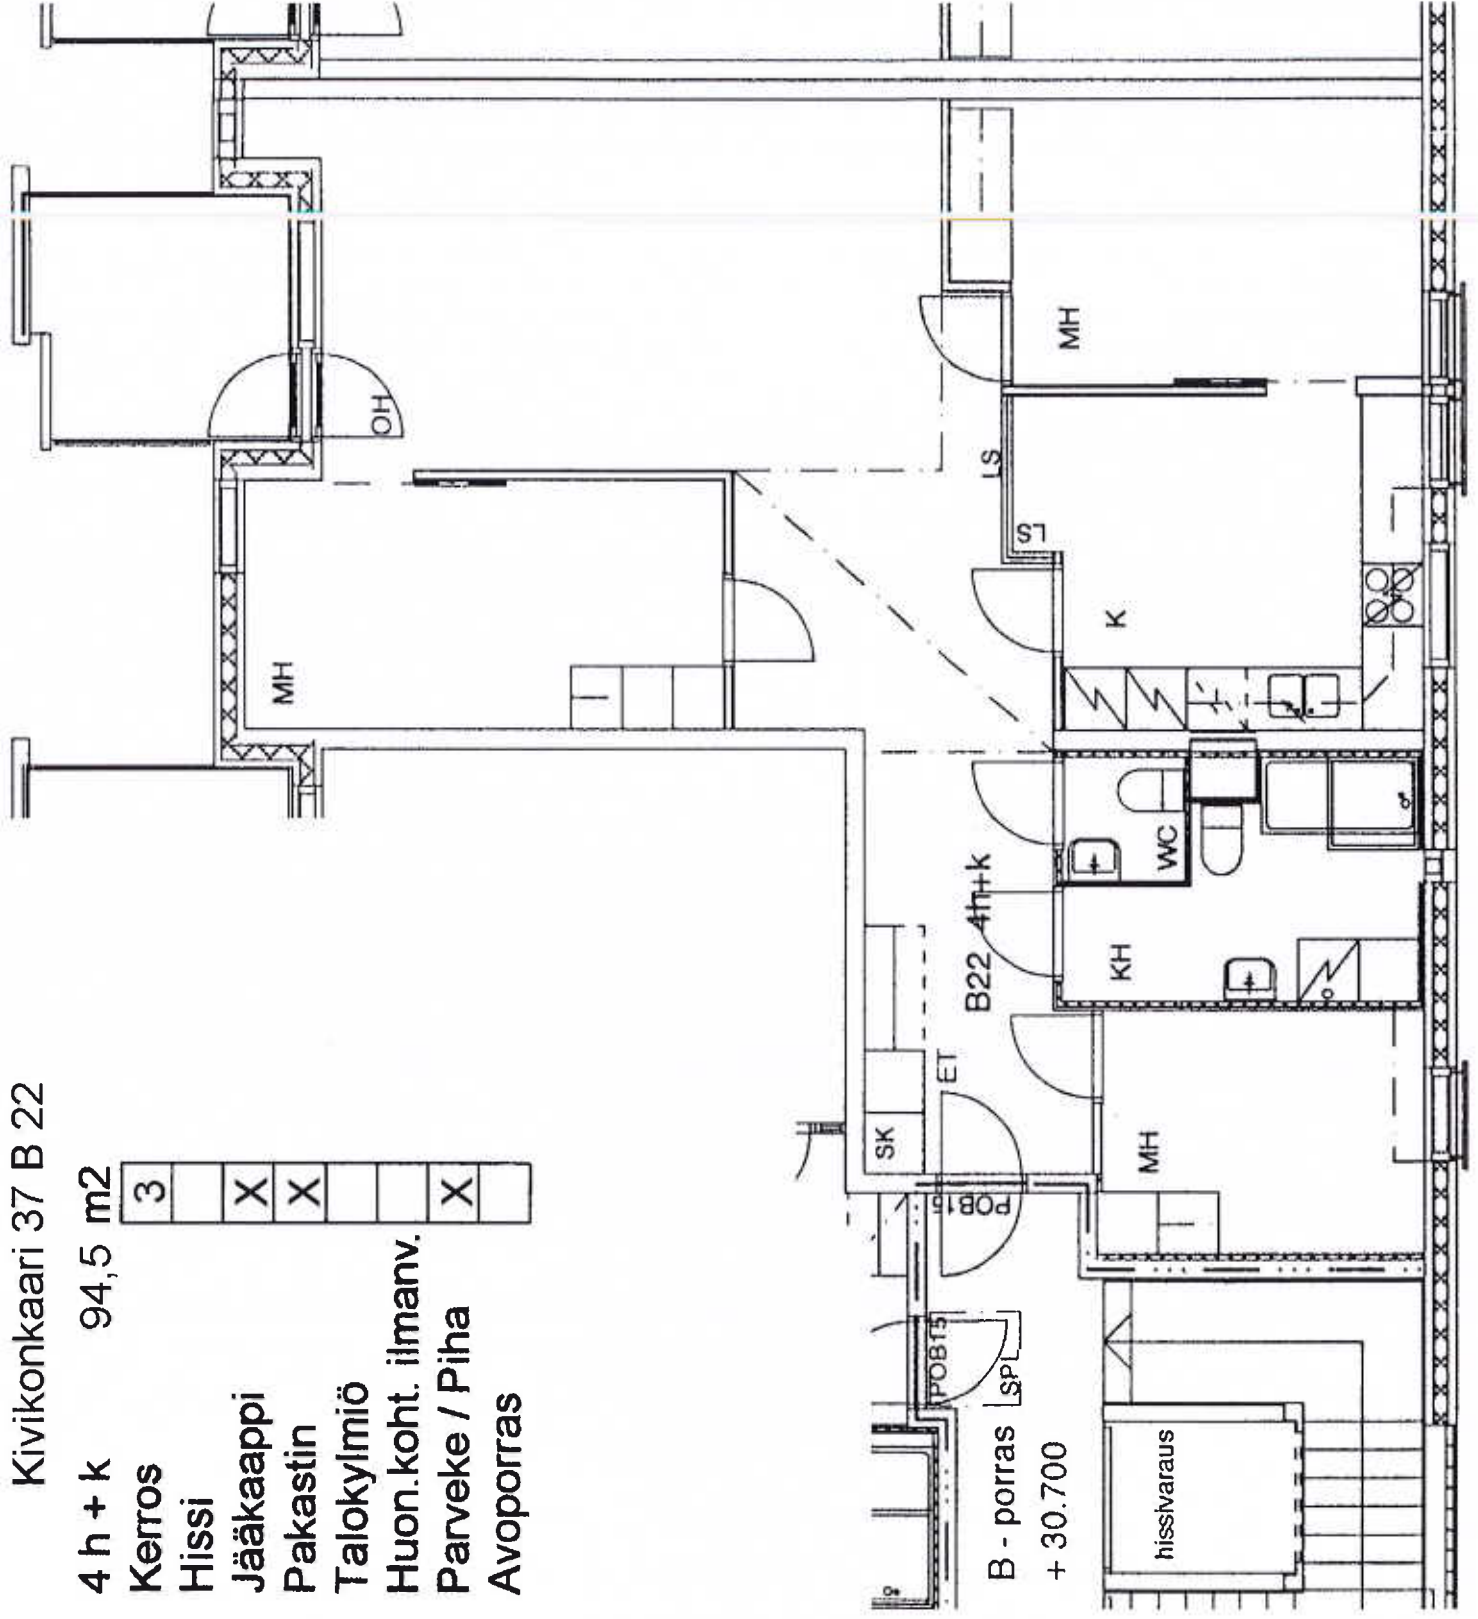 Kivikonkaari 37 B 22
4 h + k 94,5 m2
Kerros 3
Hissi
Jääkaappi X
Pakastin X
Talokylmiö
Huon.koht. ilmanv.
Parveke / Piha X
Avoporras
OH
MH
MH
LS
LS
K
WC
B22 4h+k
KH
ET
SK
MH
POB15
POB15
SPL
B - porras
+ 30.700
hissivaraus